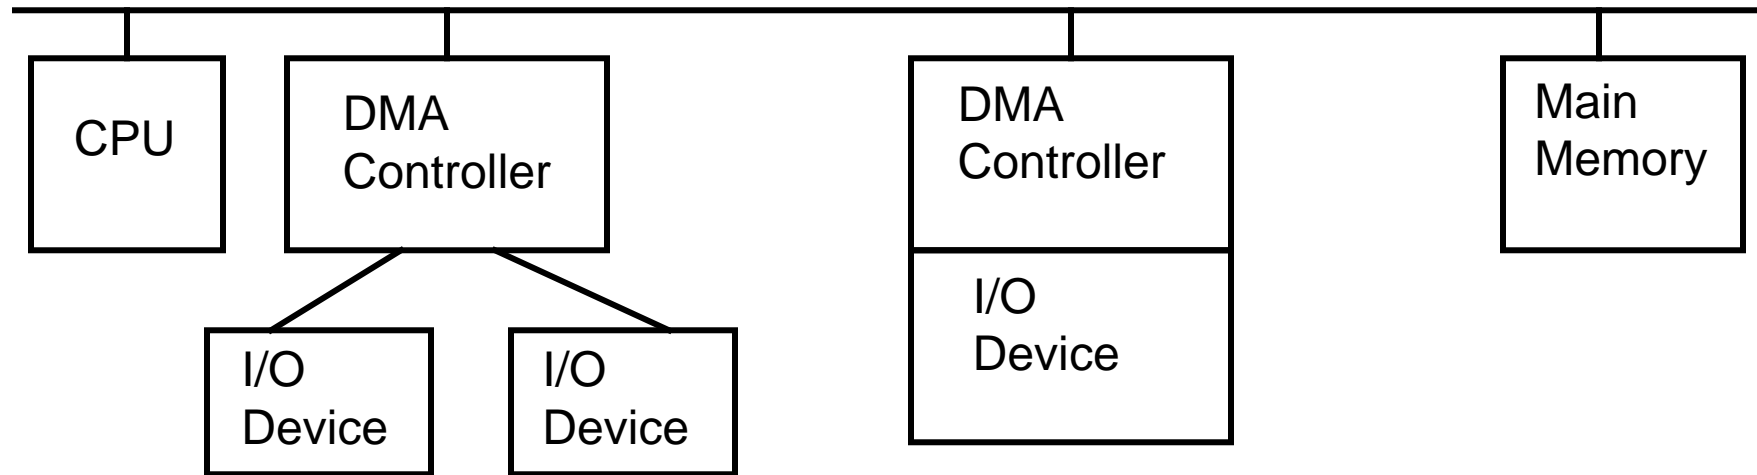 CPU
DMA
Controller
DMA
Controller
Main
Memory
I/O
Device
I/O
Device
I/O
Device